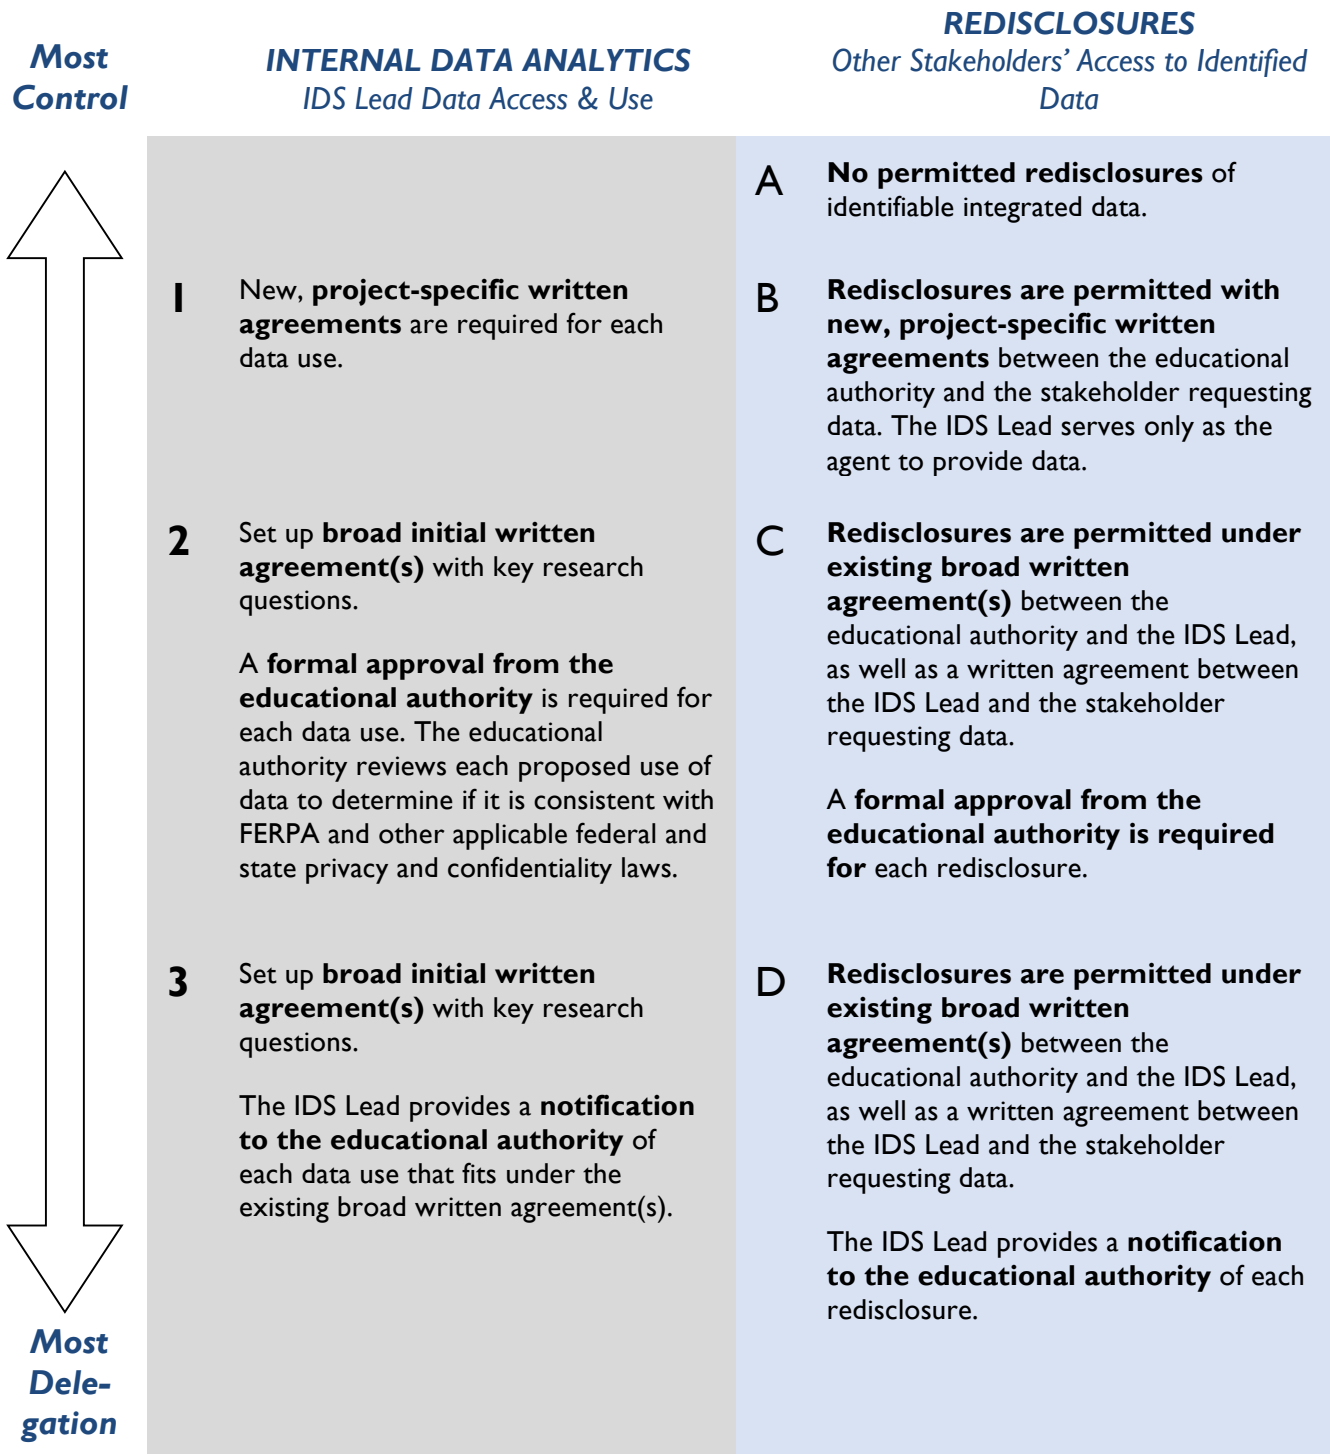 Most
Control
INTERNAL DATA ANALYTICS
IDS Lead Data Access & Use
REDISCLOSURES
Other Stakeholders’ Access to Identified
Data
A
No permitted redisclosures of
identifiable integrated data.
1
New, project-specific written
agreements are required for each
data use.
B
Redisclosures are permitted with
new, project-specific written
agreements between the educational
authority and the stakeholder requesting
data. The IDS Lead serves only as the
agent to provide data.
2
Set up broad initial written
agreement(s) with key research
questions.
A formal approval from the
educational authority is required for
each data use. The educational
authority reviews each proposed use of
data to determine if it is consistent with
FERPA and other applicable federal and
state privacy and confidentiality laws.
C
Redisclosures are permitted under
existing broad written
agreement(s) between the
educational authority and the IDS Lead,
as well as a written agreement between
the IDS Lead and the stakeholder
requesting data.
A formal approval from the
educational authority is required
for each redisclosure.
3
Set up broad initial written
agreement(s) with key research
questions.
The IDS Lead provides a notification
to the educational authority of
each data use that fits under the
existing broad written agreement(s).
D
Redisclosures are permitted under
existing broad written
agreement(s) between the
educational authority and the IDS Lead,
as well as a written agreement between
the IDS Lead and the stakeholder
requesting data.
The IDS Lead provides a notification
to the educational authority of each
redisclosure.
Most
Dele-
gation